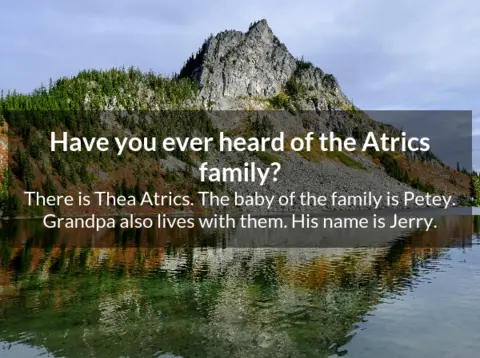 Have you ever heard of the Atrics
family?
There is Thea Atrics. The baby of the family is Petey.
Grandpa also lives with them. His name is Jerry.